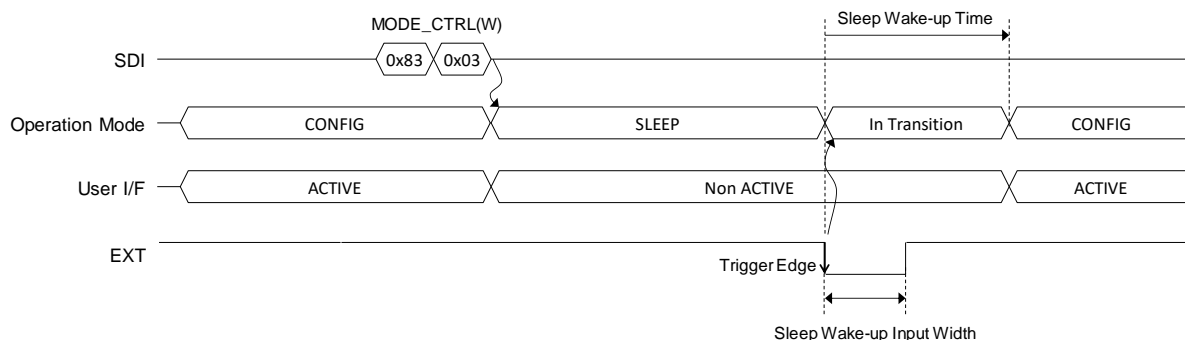 Sleep Wake-up Time
MODE_CTRL(W)
SDI 0x83 0x03
Operation Mode CONFIG SLEEP In Transition CONFIG
User I/F ACTIVE Non ACTIVE ACTIVE
EXT
Trigger Edge
Sleep Wake-up Input Width